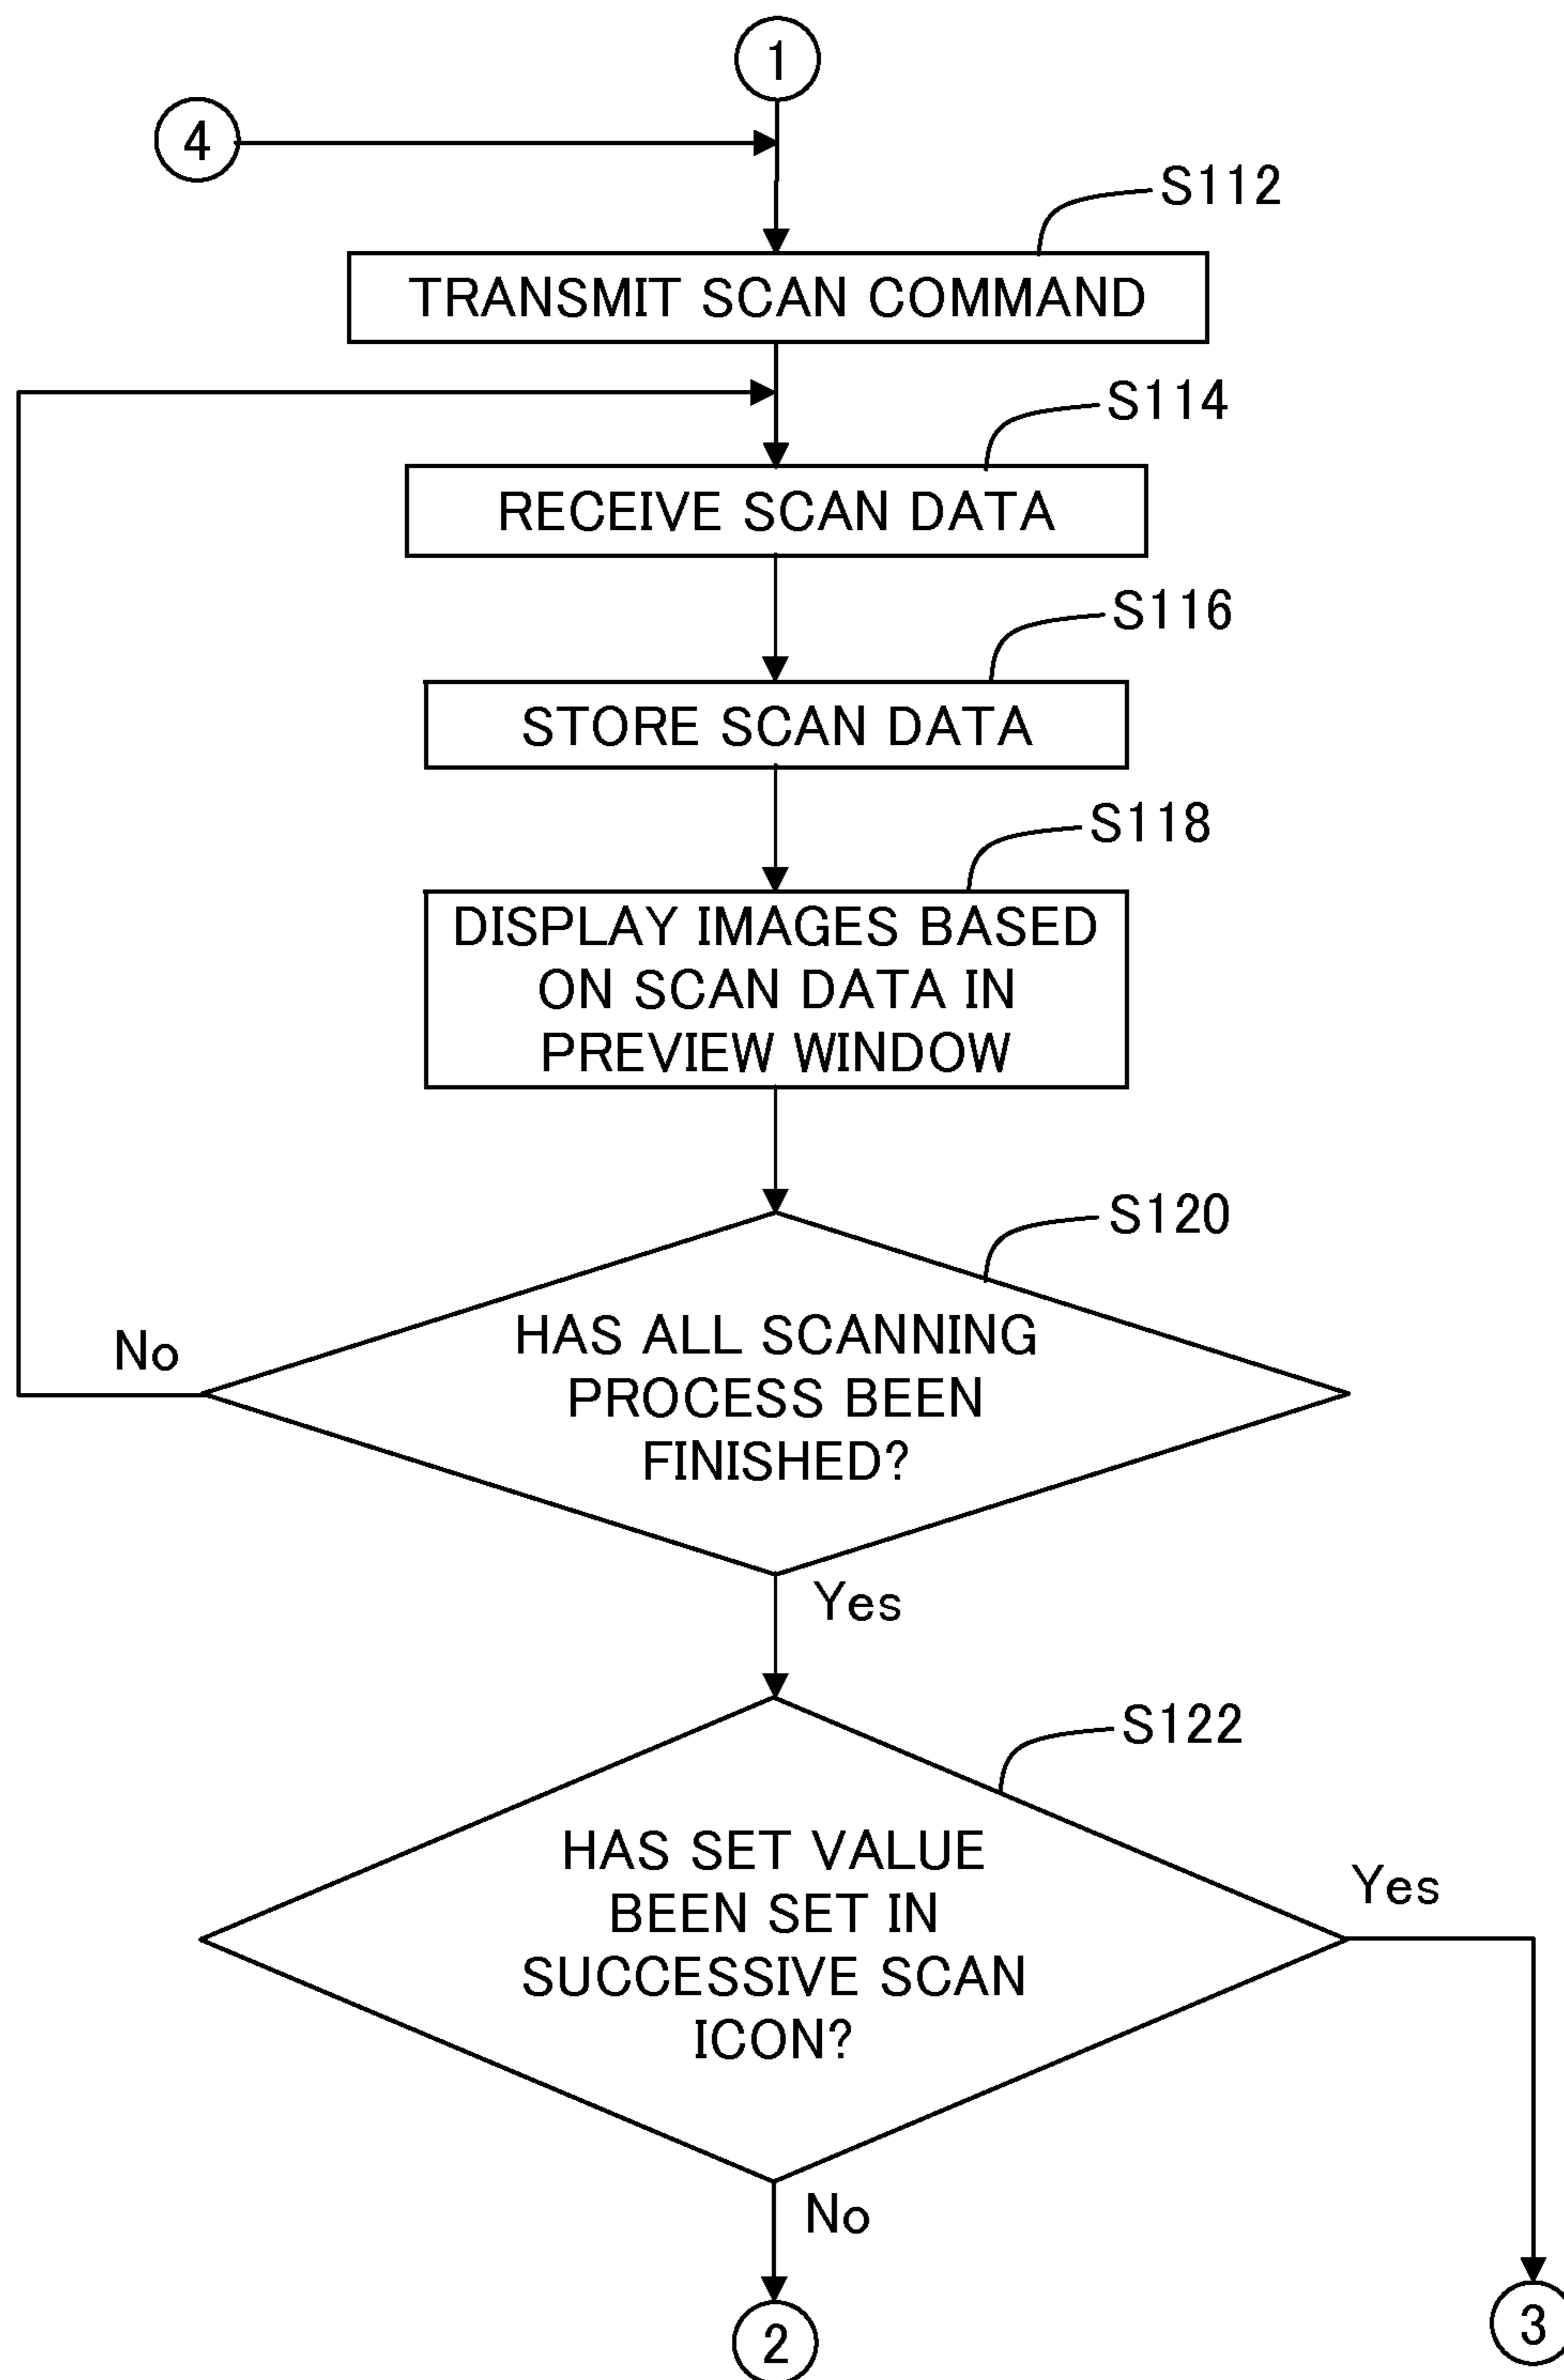 1
4
S112
TRANSMIT SCAN COMMAND
S114
RECEIVE SCAN DATA
S116
STORE SCAN DATA
S118
DISPLAY IMAGES BASED
ON SCAN DATA IN
PREVIEW WINDOW
S120
HAS ALL SCANNING
PROCESS BEEN
FINISHED?
No
Yes
S122
HAS SET VALUE
BEEN SET IN
SUCCESSIVE SCAN
ICON?
Yes
No
2
3